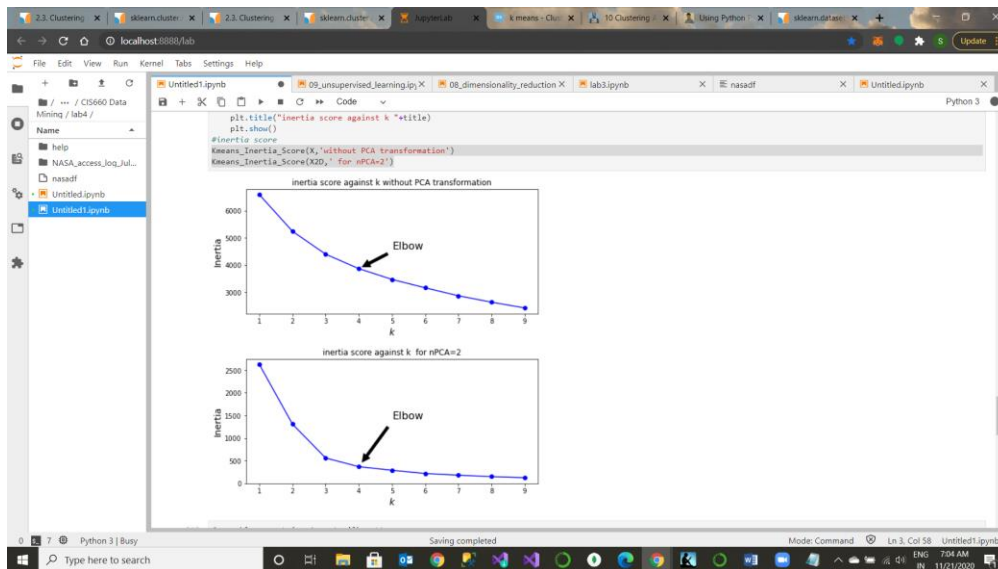 2.3. Clustering
sklearn.cluster
2.3. Clustering
sklearn.cluster
JupyterLab
k means - Clus
10 Clustering
Using Python
sklearn.datase
localhost:8888/lab
S
Update
File Edit View Run Kernel Tabs Settings Help
/ ··· / CIS660 Data
Mining / lab4 /
Name
help
NASA_access_log_Jul...
nasadf
Untitled.ipynb
Untitled1.ipynb
Untitled1.ipynb
09_unsupervised_learning.ipy
08_dimensionality_reduction
lab3.ipynb
nasadf
Untitled.ipynb
Code
Python 3
plt.title("inertia score against k "+title)
plt.show()
#inertia score
Kmeans_Inertia_Score(X,'without PCA transformation')
Kmeans_Inertia_Score(X2D,' for nPCA=2')
inertia score against k without PCA transformation
6000
5000
4000
3000
Inertia
Elbow
1 2 3 4 5 6 7 8 9
k
inertia score against k for nPCA=2
2500
2000
1500
1000
500
0
Inertia
Elbow
1 2 3 4 5 6 7 8 9
k
0 7 Python 3 | Busy
Saving completed
Mode: Command
Ln 3, Col 58
Untitled1.ipynb
Type here to search
ENG
IN
7:04 AM
11/21/2020